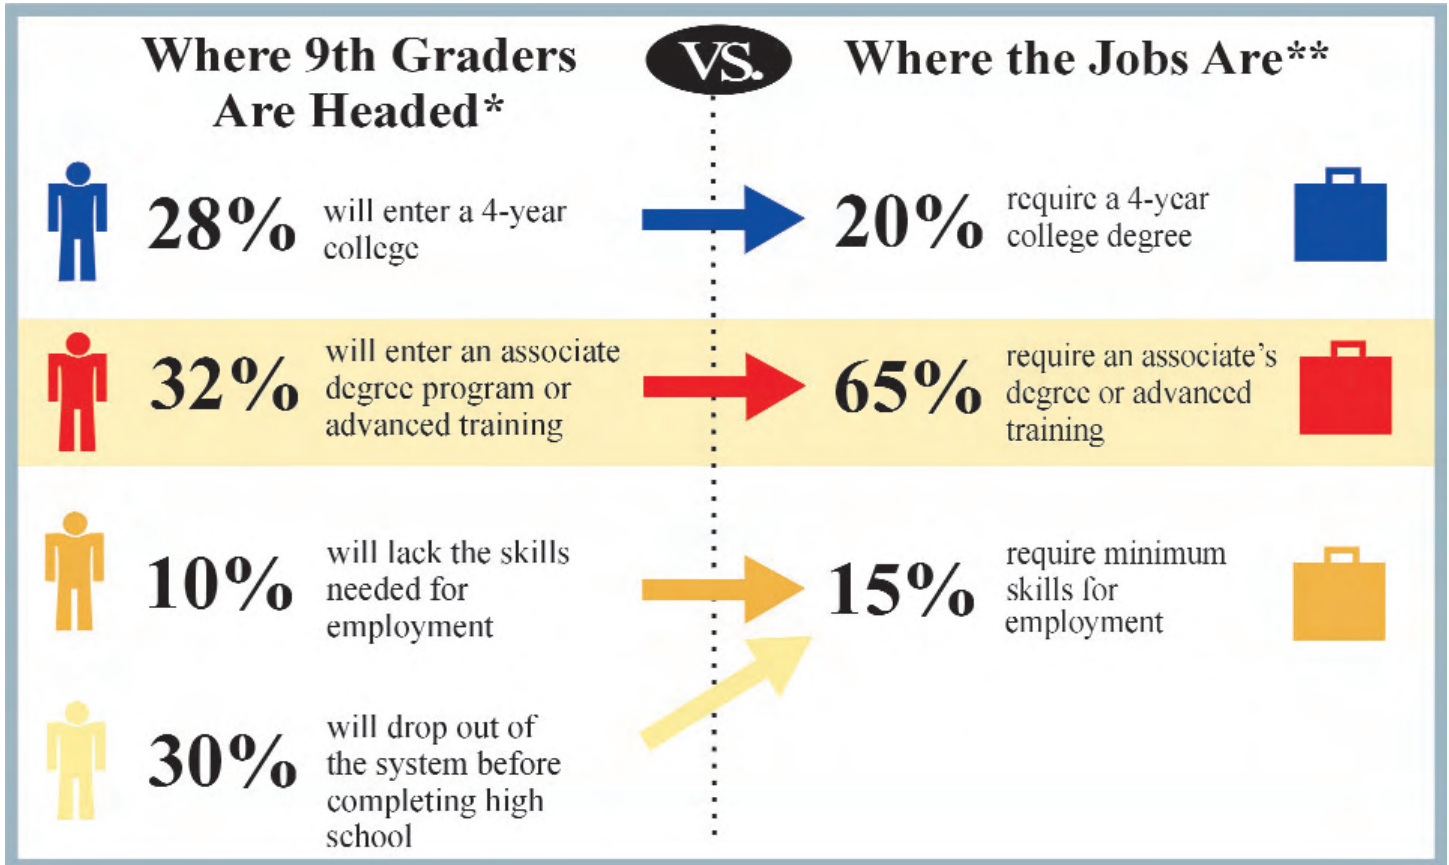 Where 9th Graders
Are Headed*
VS.
Where the Jobs Are**
28%
will enter a 4-year
college
20%
require a 4-year
college degree
32%
will enter an associate
degree program or
advanced training
65%
require an associate's
degree or advanced
training
10%
will lack the skills
needed for
employment
15%
require minimum
skills for
employment
30%
will drop out of
the system before
completing high
school